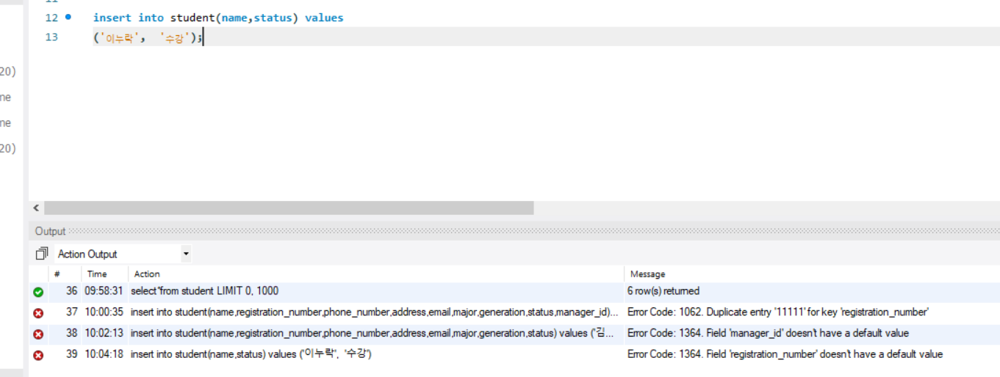 11
12 insert into student(name,status) values
13 ('이누락', '수강');
20)
me
me
20)
Output
Action Output
# Time Action Message
36 09:58:31 select*from student LIMIT 0, 1000 6 row(s) returned
37 10:00:35 insert into student(name,registration_number,phone_number,address,email,major,generation,status,manager_id)... Error Code: 1062. Duplicate entry '11111' for key 'registration_number'
38 10:02:13 insert into student(name,registration_number,phone_number,address,email,major,generation,status) values ('김... Error Code: 1364. Field 'manager_id' doesn't have a default value
39 10:04:18 insert into student(name,status) values ('이누락', '수강') Error Code: 1364. Field 'registration_number' doesn't have a default value